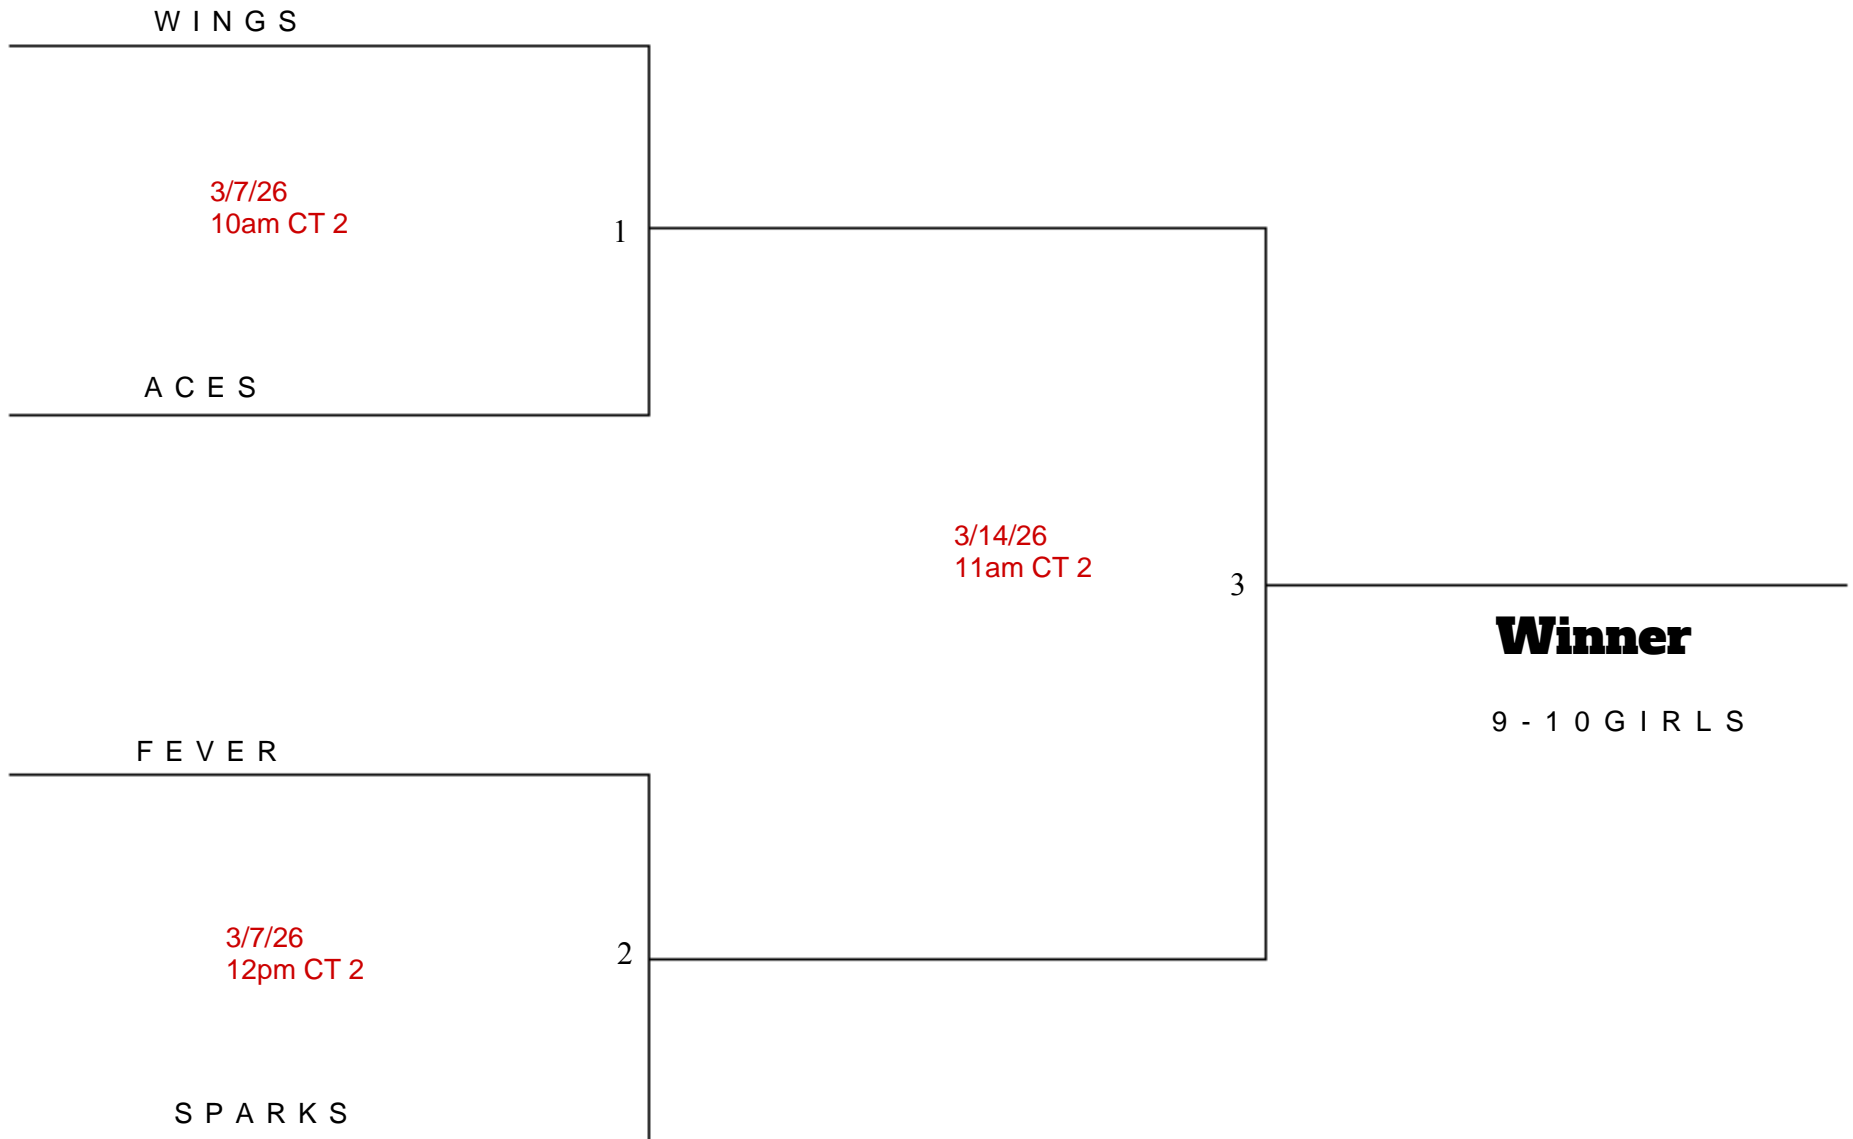 WINGS
3/7/26
10am CT 2
1
ACES
3/14/26
11am CT 2
3
Winner
9-10GIRLS
FEVER
3/7/26
12pm CT 2
2
SPARKS